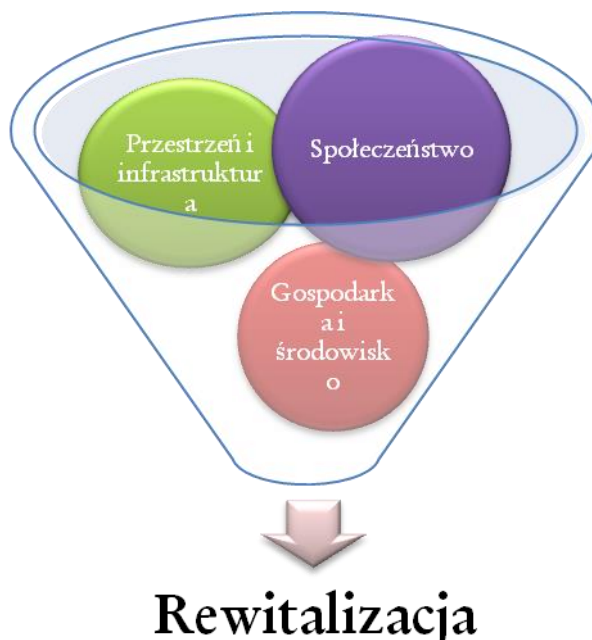 Przestrzeń i
infrastruktur
a
Społeczeństwo
Gospodark
a i
środowisk
o
Rewitalizacja